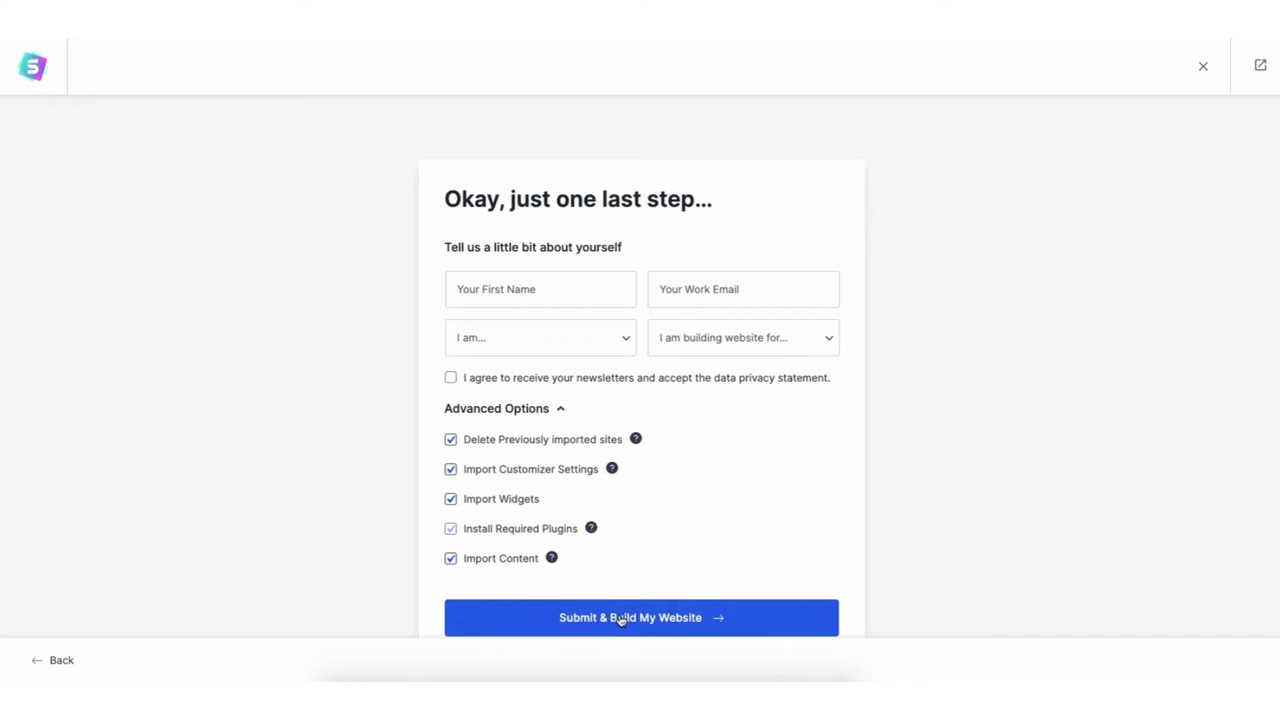 S
Okay, just one last step...
Tell us a little bit about yourself
Your First Name
Your Work Email
I am...
I am building website for...
I agree to receive your newsletters and accept the data privacy statement.
Advanced Options
Delete Previously imported sites ?
Import Customizer Settings ?
Import Widgets
Install Required Plugins ?
Import Content ?
Submit & Build My Website →
← Back